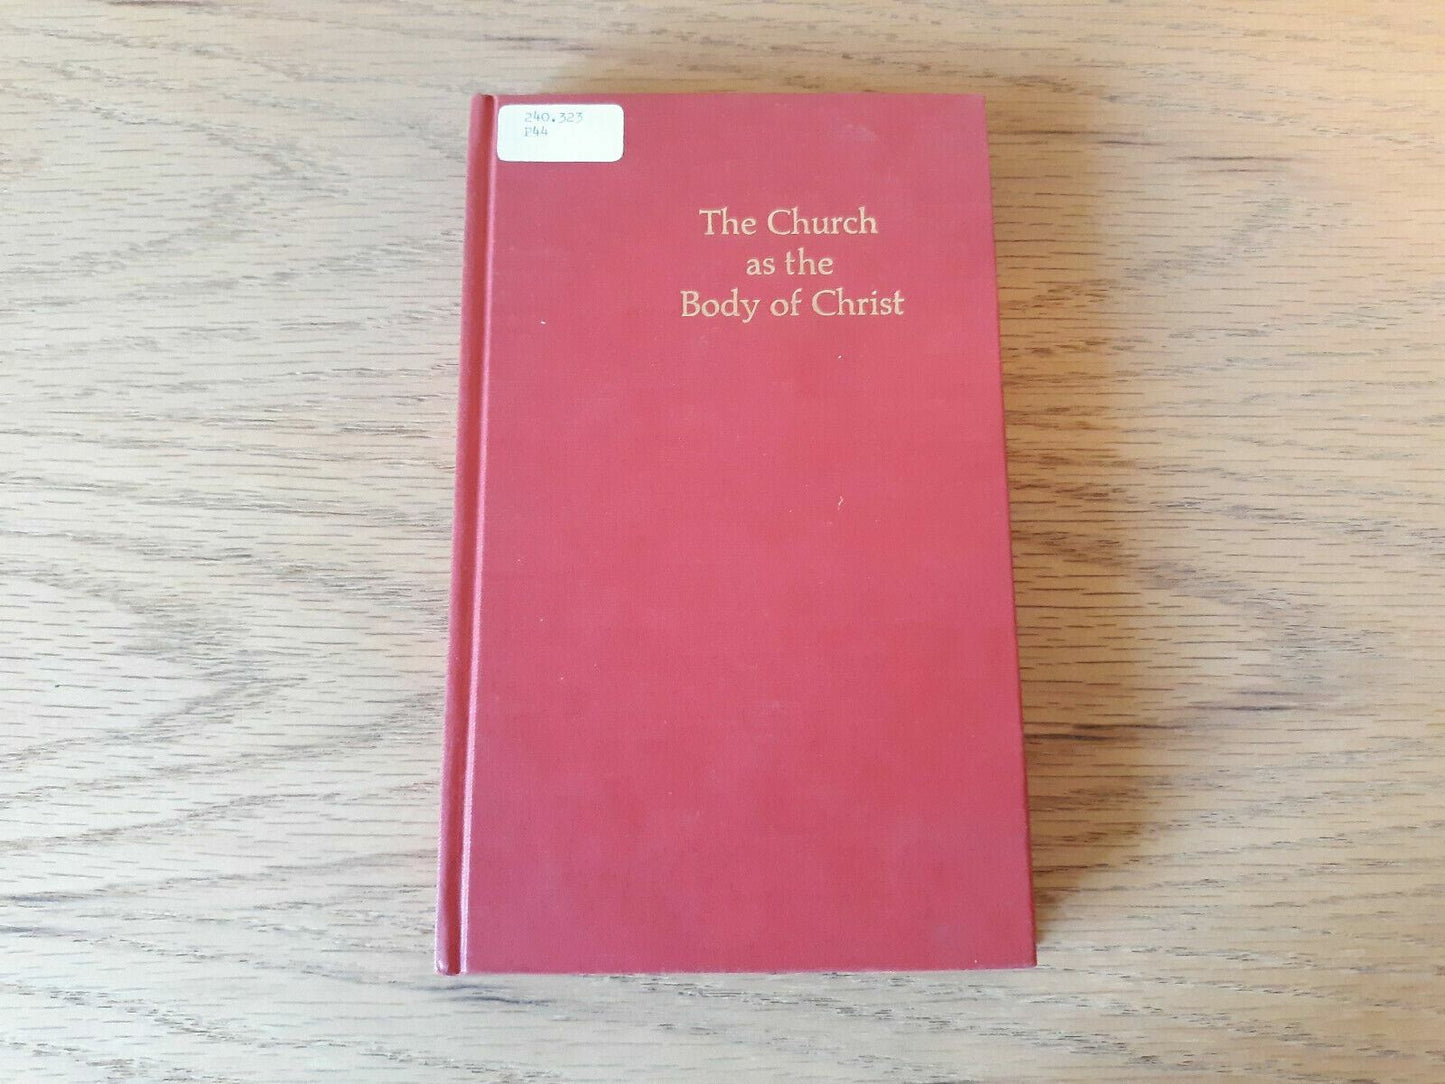 240.323
P44
The Church
as the
Body of Christ